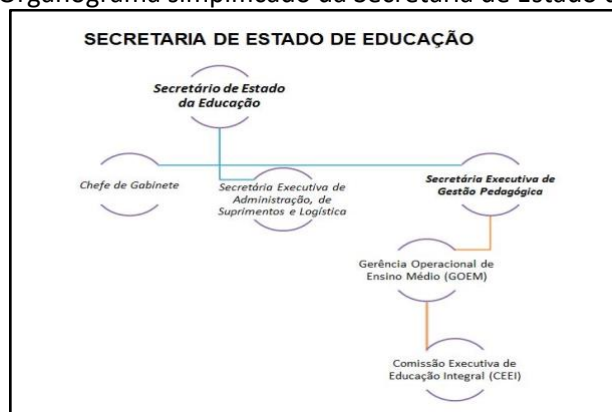 Organograma simplificado da Secretaria de Estado d
SECRETARIA DE ESTADO DE EDUCAÇÃO
Secretário de Estado
da Educação
Chefe de Gabinete
Secretária Executiva de
Administração, de
Suprimentos e Logística
Secretária Executiva de
Gestão Pedagógica
Gerência Operacional de
Ensino Médio (GOEM)
Comissão Executiva de
Educação Integral (CEEI)